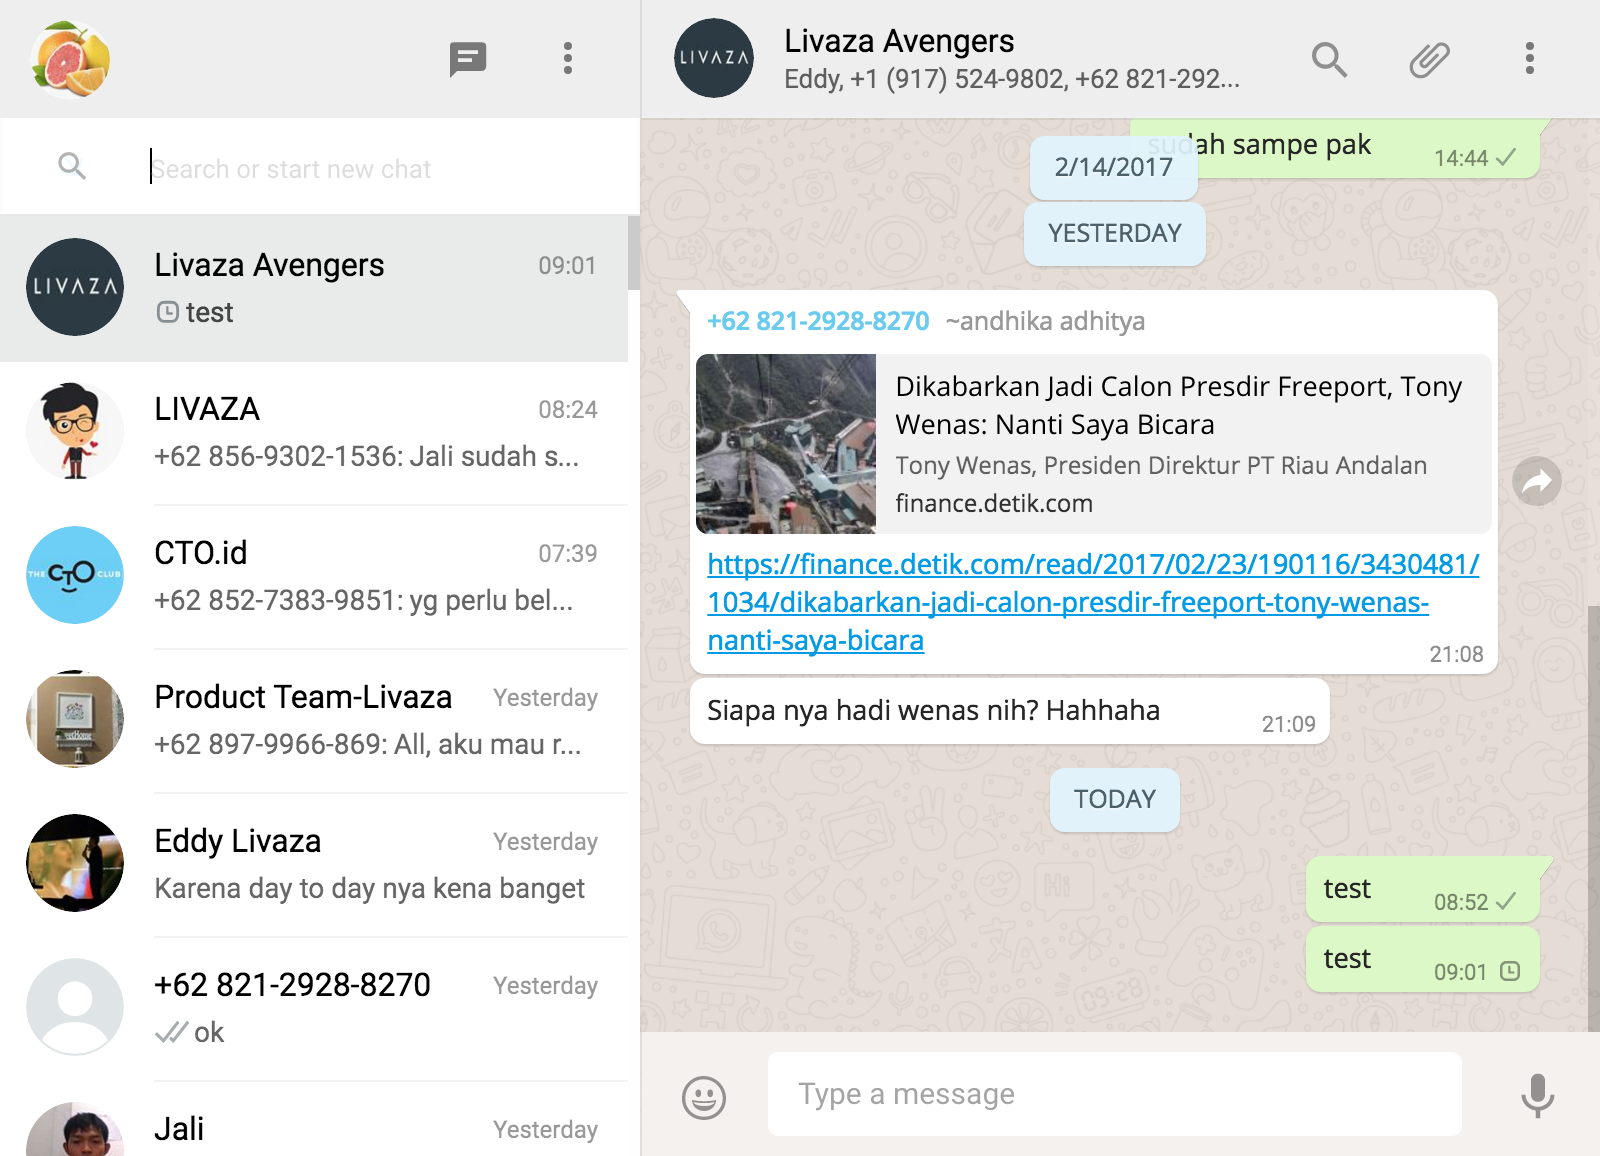 Search or start new chat
LIVAZA
Livaza Avengers
09:01
test
LIVAZA
08:24
+62 856-9302-1536: Jali sudah s...
THE CTO CLUB
CTO.id
07:39
+62 852-7383-9851: yg perlu bel...
Product Team-Livaza
Yesterday
+62 897-9966-869: All, aku mau r...
Eddy Livaza
Yesterday
Karena day to day nya kena banget
+62 821-2928-8270
Yesterday
ok
Jali
Yesterday
LIVAZA
Livaza Avengers
Eddy, +1 (917) 524-9802, +62 821-292...
sudah sampe pak
14:44
2/14/2017
YESTERDAY
+62 821-2928-8270 ~andhika adhitya
Dikabarkan Jadi Calon Presdir Freeport, Tony
Wenas: Nanti Saya Bicara
Tony Wenas, Presiden Direktur PT Riau Andalan
finance.detik.com
https://finance.detik.com/read/2017/02/23/190116/3430481/
1034/dikabarkan-jadi-calon-presdir-freeport-tony-wenas-
nanti-saya-bicara
21:08
Siapa nya hadi wenas nih? Hahhaha
21:09
TODAY
test
08:52
test
09:01
Type a message